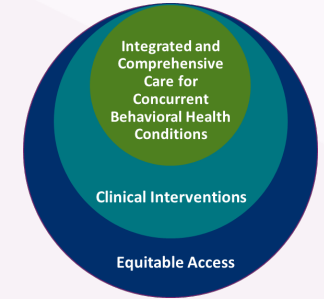 Integrated and
Comprehensive
Care for
Concurrent
Behavioral Health
Conditions
Clinical Interventions
Equitable Access